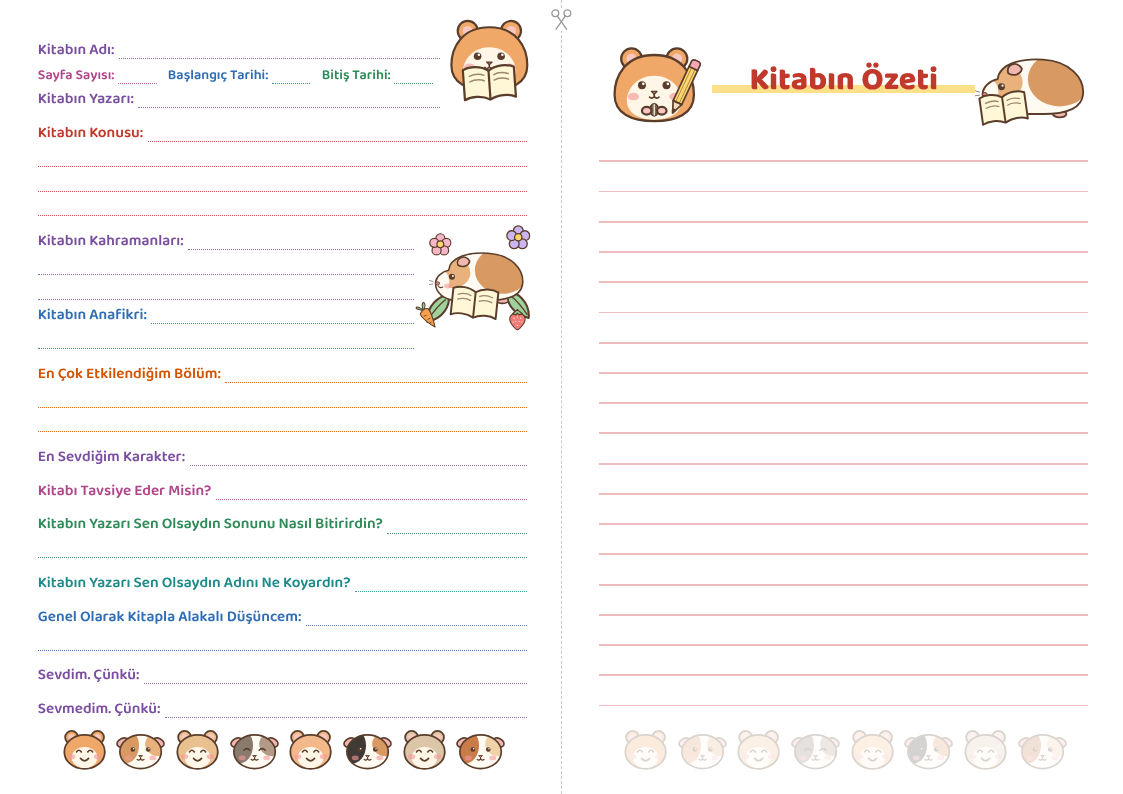 Kitabın Adı:
Sayfa Sayısı: Başlangıç Tarihi: Bitiş Tarihi:
Kitabın Yazarı:
Kitabın Konusu:
Kitabın Kahramanları:
Kitabın Anafikri:
En Çok Etkilendiğim Bölüm:
En Sevdiğim Karakter:
Kitabı Tavsiye Eder Misin?
Kitabın Yazarı Sen Olsaydın Sonunu Nasıl Bitirirdin?
Kitabın Yazarı Sen Olsaydın Adını Ne Koyardın?
Genel Olarak Kitapla Alakalı Düşüncem:
Sevdim. Çünkü:
Sevmedim. Çünkü:
Kitabın Özeti